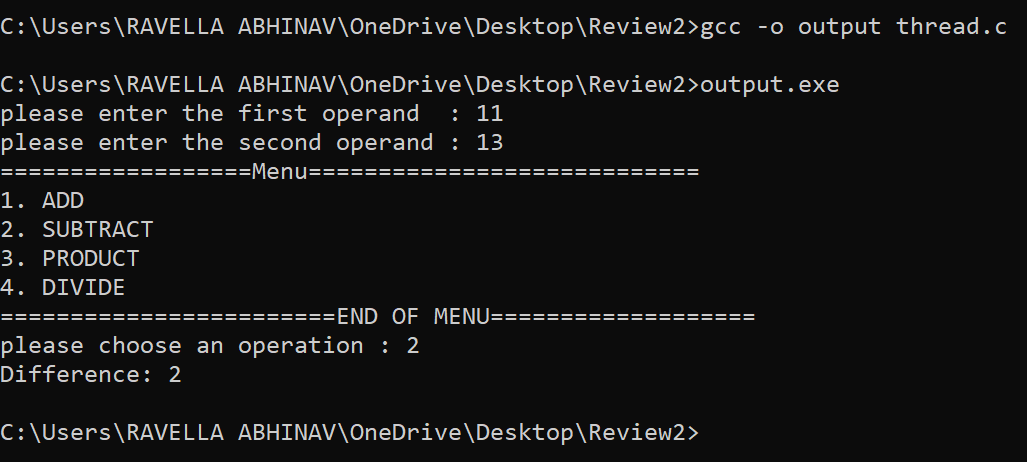 C:\Users\RAVELLA ABHINAV\OneDrive\Desktop\Review2>gcc -o output thread.c
C:\Users\RAVELLA ABHINAV\OneDrive\Desktop\Review2>output.exe
please enter the first operand  : 11
please enter the second operand : 13
==================Menu============================
1. ADD
2. SUBTRACT
3. PRODUCT
4. DIVIDE
========================END OF MENU===================
please choose an operation : 2
Difference: 2
C:\Users\RAVELLA ABHINAV\OneDrive\Desktop\Review2>